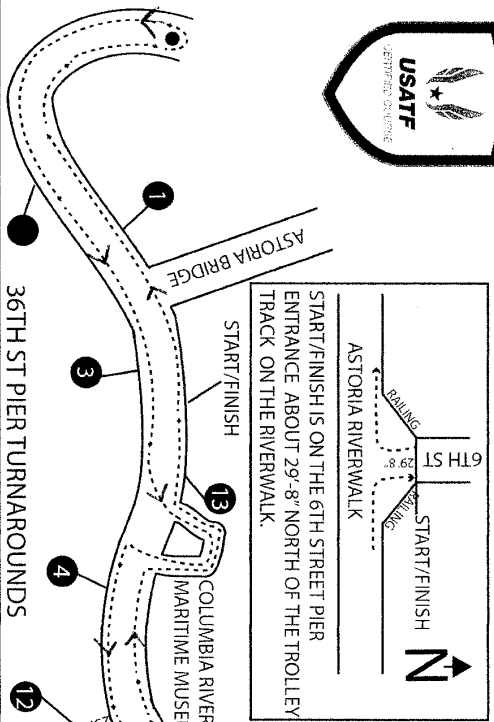 USATF
CERTIFIED COURSE
6TH ST
RAILING
29'-8"
RAILING
START/FINISH
N
ASTORIA RIVERWALK
START/FINISH IS ON THE 6TH STREET PIER
ENTRANCE ABOUT 29'-8" NORTH OF THE TROLLEY
TRACK ON THE RIVERWALK.
ASTORIA BRIDGE
START/FINISH
1
3
13
COLUMBIA RIVER
MARITIME MUSE
4
12
36TH ST PIER TURNAROUNDS